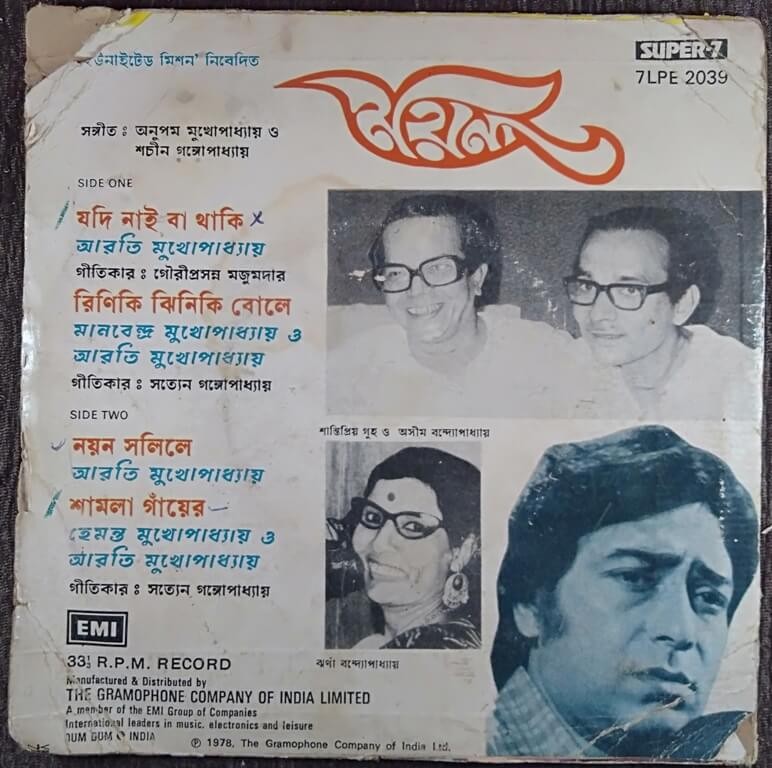 'ইউনাইটেড মিশন' নিবেদিত
SUPER-7
7LPE 2039
সঙ্গীত : অনুপম মুখোপাধ্যায় ও
শচীন গঙ্গোপাধ্যায়
SIDE ONE
যদি নাই বা থাকি
আরতি মুখোপাধ্যায়
গীতিকার : গৌরীপ্রসন্ন মজুমদার
রিণিকি ঝিনিকি বোলে
মানবেন্দ্র মুখোপাধ্যায় ও
আরতি মুখোপাধ্যায়
গীতিকার : সত্যেন গঙ্গোপাধ্যায়
SIDE TWO
নয়ন সলিলে
আরতি মুখোপাধ্যায়
শামলা গাঁয়ের
হেমন্ত মুখোপাধ্যায় ও
আরতি মুখোপাধ্যায়
গীতিকার : সত্যেন গঙ্গোপাধ্যায়
শান্তিপ্রিয় গুহ ও অসীম বন্দ্যোপাধ্যায়
ঝর্ণা বন্দ্যোপাধ্যায়
EMI
33⅓ R.P.M. RECORD
Manufactured & Distributed by
THE GRAMOPHONE COMPANY OF INDIA LIMITED
A member of the EMI Group of Companies
International leaders in music, electronics and leisure
DUM DUM INDIA
℗ 1978, The Gramophone Company of India Ltd.